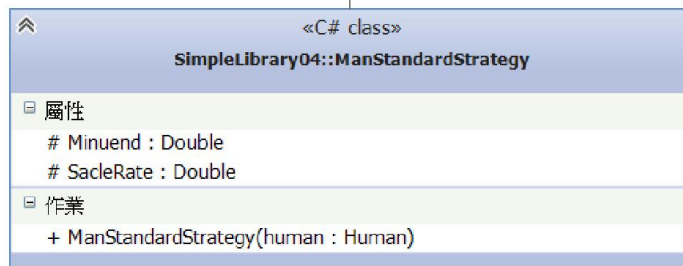 «C# class»
SimpleLibrary04::ManStandardStrategy
屬性
# Minuend : Double
# SacleRate : Double
作業
+ ManStandardStrategy(human : Human)